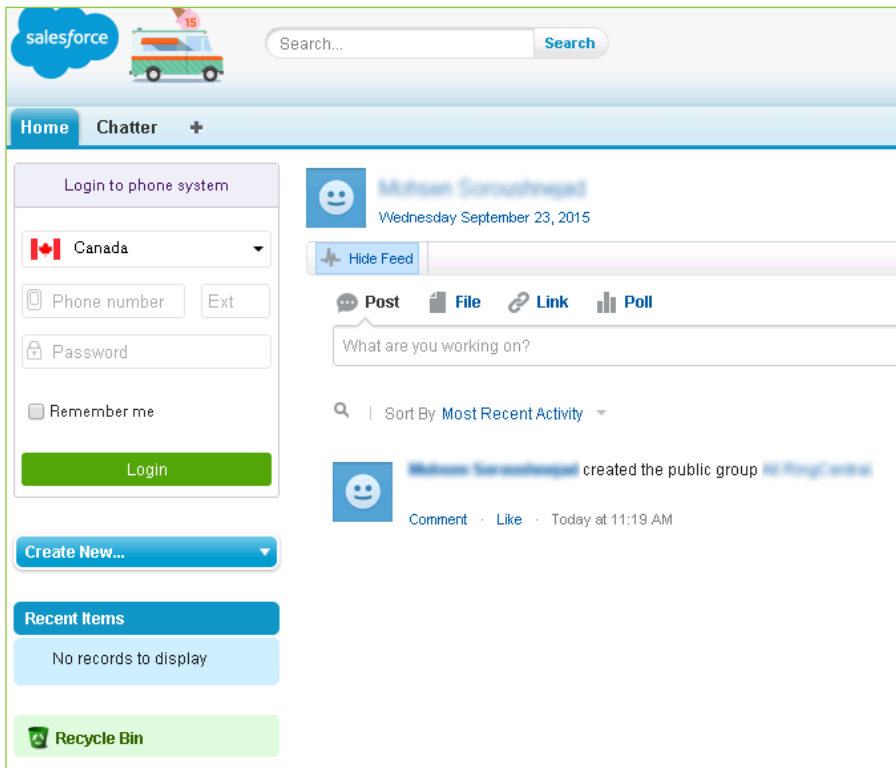 salesforce
15
Search...
Search
Home
Chatter
Login to phone system
Canada
Phone number
Ext
Password
Remember me
Login
Create New...
Recent Items
No records to display
Recycle Bin
Wednesday September 23, 2015
Hide Feed
Post
File
Link
Poll
What are you working on?
Sort By Most Recent Activity
created the public group
Comment · Like · Today at 11:19 AM